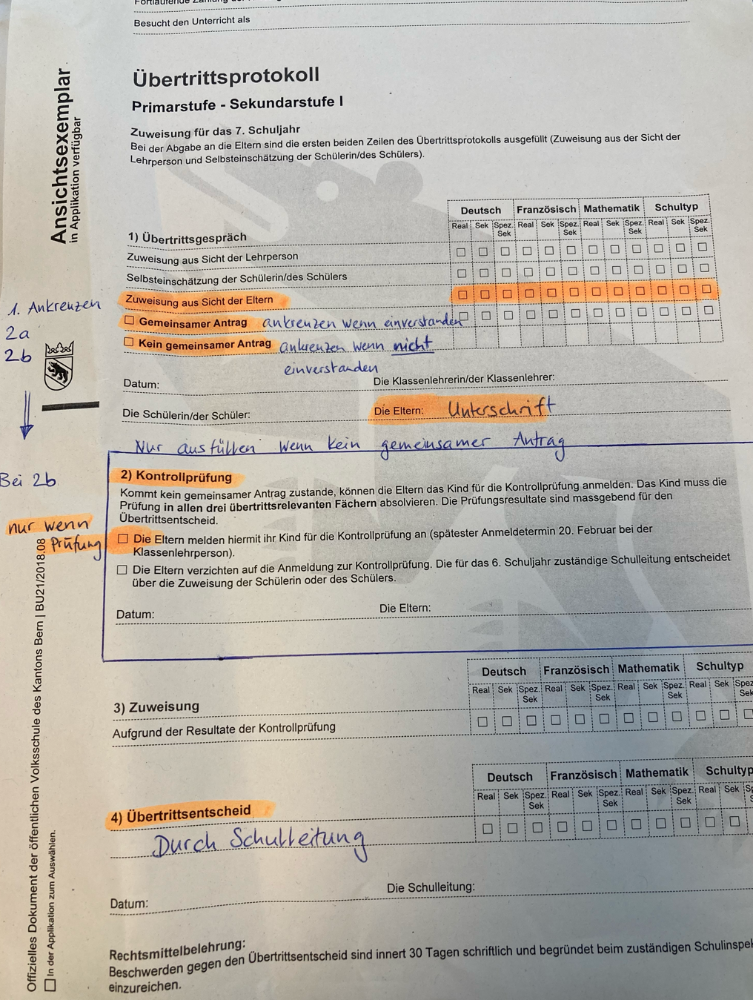 Besucht den Unterricht als
Ansichtsexemplar
in Applikation verfügbar
Übertrittsprotokoll
Primarstufe - Sekundarstufe I
Zuweisung für das 7. Schuljahr
Bei der Abgabe an die Eltern sind die ersten beiden Zeilen des Übertrittsprotokolls ausgefüllt (Zuweisung aus der Sicht der
Lehrperson und Selbsteinschätzung der Schülerin/des Schülers).
Deutsch Französisch Mathematik Schultyp
Real Sek Spez. Sek Real Sek Spez. Sek Real Sek Spez. Sek Real Sek Spez. Sek
1) Übertrittsgespräch
Zuweisung aus Sicht der Lehrperson
Selbsteinschätzung der Schülerin/des Schülers
1. Ankreuzen Zuweisung aus Sicht der Eltern
2a Gemeinsamer Antrag ankreuzen wenn einverstanden
2b Kein gemeinsamer Antrag ankreuzen wenn nicht
einverstanden
Datum: Die Klassenlehrerin/der Klassenlehrer:
Die Schülerin/der Schüler: Die Eltern: Unterschrift
Nur ausfüllen wenn kein gemeinsamer Antrag
Bei 2b 2) Kontrollprüfung
Kommt kein gemeinsamer Antrag zustande, können die Eltern das Kind für die Kontrollprüfung anmelden. Das Kind muss die
Prüfung in allen drei übertrittsrelevanten Fächern absolvieren. Die Prüfungsresultate sind massgebend für den
Übertrittsentscheid.
nur wenn
Prüfung
Die Eltern melden hiermit ihr Kind für die Kontrollprüfung an (spätester Anmeldetermin 20. Februar bei der
Klassenlehrperson).
Die Eltern verzichten auf die Anmeldung zur Kontrollprüfung. Die für das 6. Schuljahr zuständige Schulleitung entscheidet
über die Zuweisung der Schülerin oder des Schülers.
Datum: Die Eltern:
Deutsch Französisch Mathematik Schultyp
Real Sek Spez. Sek Real Sek Spez. Sek Real Sek Spez. Sek Real Sek Spez. Sek
3) Zuweisung
Aufgrund der Resultate der Kontrollprüfung
Deutsch Französisch Mathematik Schultyp
Real Sek Spez. Sek Real Sek Spez. Sek Real Sek Spez. Sek Real Sek
4) Übertrittsentscheid
Durch Schulleitung
Datum: Die Schulleitung:
Rechtsmittelbelehrung:
Beschwerden gegen den Übertrittsentscheid sind innert 30 Tagen schriftlich und begründet beim zuständigen
einzureichen.
Offizielles Dokument der öffentlichen Volksschule des Kantons Bern | BU21/2018.08
In der Applikation zum Auswählen.